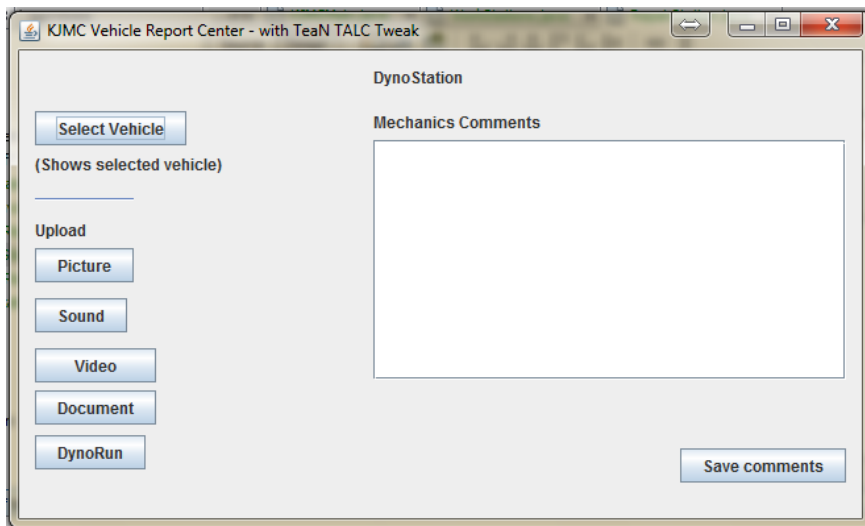 KJMC Vehicle Report Center - with TeaN TALC Tweak
DynoStation
Select Vehicle
Mechanics Comments
(Shows selected vehicle)
Upload
Picture
Sound
Video
Document
DynoRun
Save comments